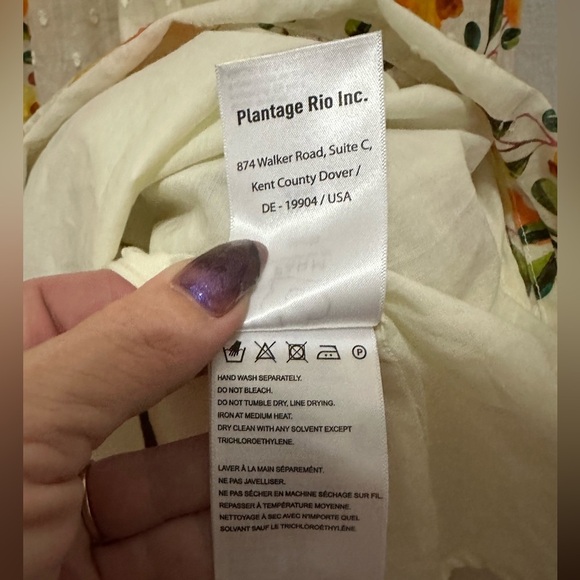 Plantage Rio Inc.
874 Walker Road, Suite C,
Kent County Dover /
DE - 19904 / USA
P
HAND WASH SEPARATELY.
DO NOT BLEACH.
DO NOT TUMBLE DRY, LINE DRYING.
IRON AT MEDIUM HEAT.
DRY CLEAN WITH ANY SOLVENT EXCEPT
TRICHLOROETHYLENE.
LAVER À LA MAIN SÉPARÉMENT.
NE PAS JAVELLISER.
NE PAS SÉCHER EN MACHINE SÉCHAGE SUR FIL.
REPASSER À TEMPÉRATURE MOYENNE.
NETTOYAGE À SEC AVEC N'IMPORTE QUEL
SOLVANT SAUF LE TRICHLOROÉTHYLÈNE.